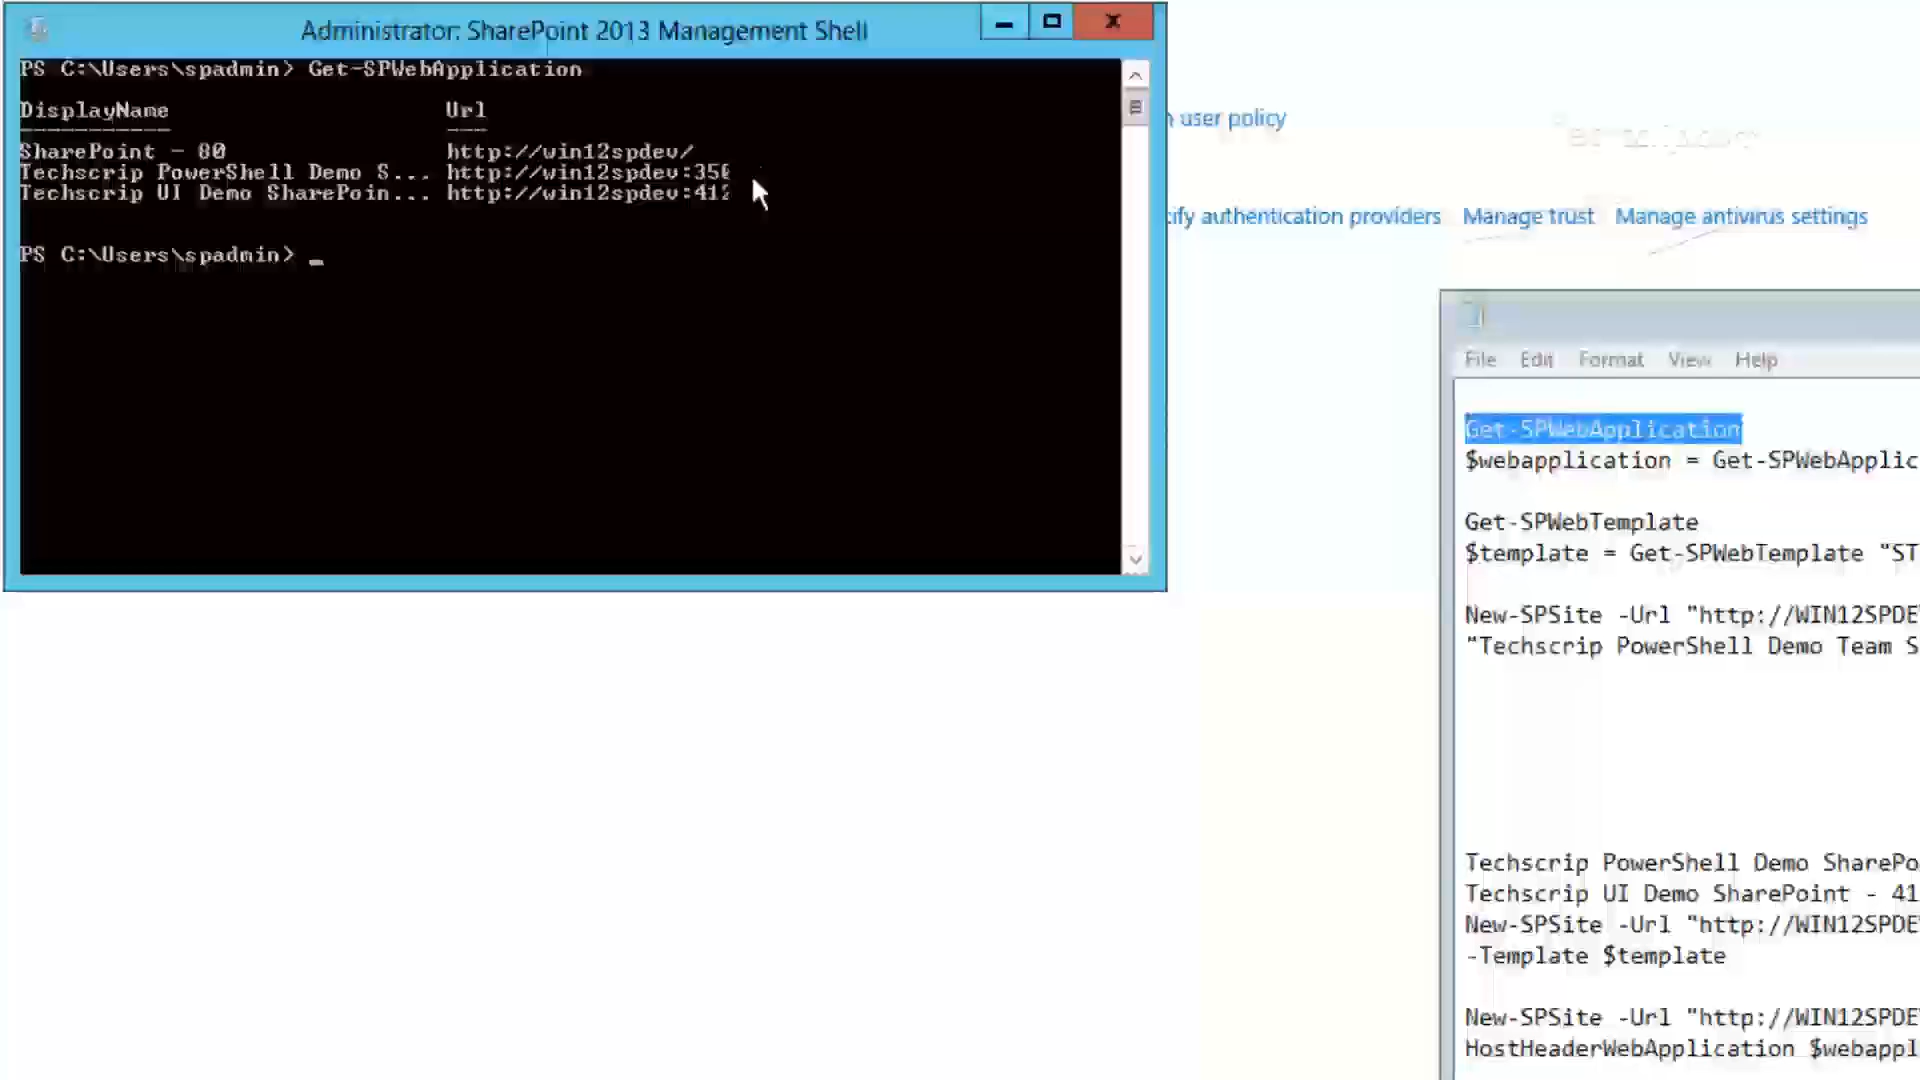 Administrator: SharePoint 2013 Management Shell
PS C:\Users\spadmin> Get-SPWebApplication
DisplayName Url
----------- ---
SharePoint - 80 http://win12spdev/
Techscrip PowerShell Demo S... http://win12spdev:35
Techscrip UI Demo SharePoin... http://win12spdev:41
PS C:\Users\spadmin> _
user policy
ify authentication providers Manage trust Manage antivirus settings
File Edit Format View Help
Get-SPWebApplication
$webapplication = Get-SPWebApplic
Get-SPWebTemplate
$template = Get-SPWebTemplate "ST
New-SPSite -Url "http://WIN12SPDE
"Techscrip PowerShell Demo Team S
Techscrip PowerShell Demo SharePo
Techscrip UI Demo SharePoint - 41
New-SPSite -Url "http://WIN12SPDE
-Template $template
New-SPSite -Url "http://WIN12SPDE
HostHeaderWebApplication $webappl